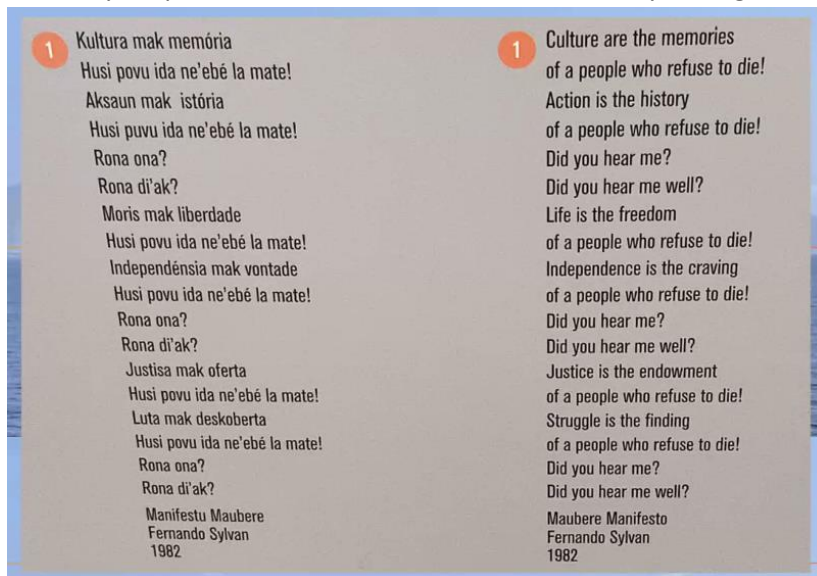 1
Kultura mak memória
Husi povu ida ne'ebé la mate!
Aksaun mak istória
Husi puvu ida ne'ebé la mate!
Rona ona?
Rona di'ak?
Moris mak liberdade
Husi povu ida ne'ebé la mate!
Independénsia mak vontade
Husi povu ida ne'ebé la mate!
Rona ona?
Rona di'ak?
Justisa mak oferta
Husi povu ida ne'ebé la mate!
Luta mak deskoberta
Husi povu ida ne'ebé la mate!
Rona ona?
Rona di'ak?
Manifestu Maubere
Fernando Sylvan
1982
1
Culture are the memories
of a people who refuse to die!
Action is the history
of a people who refuse to die!
Did you hear me?
Did you hear me well?
Life is the freedom
of a people who refuse to die!
Independence is the craving
of a people who refuse to die!
Did you hear me?
Did you hear me well?
Justice is the endowment
of a people who refuse to die!
Struggle is the finding
of a people who refuse to die!
Did you hear me?
Did you hear me well?
Maubere Manifesto
Fernando Sylvan
1982